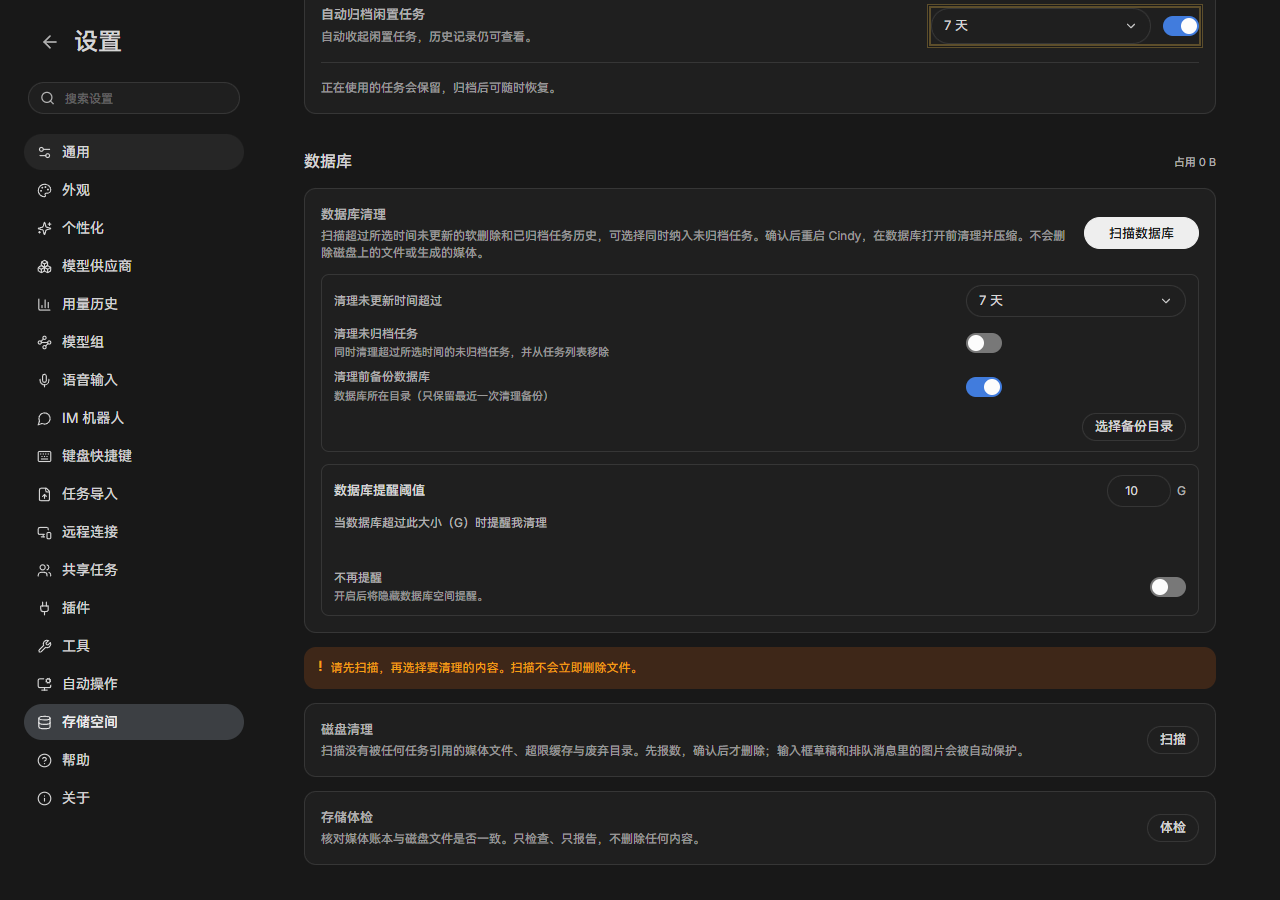 设置
搜索设置
通用
外观
个性化
模型供应商
用量历史
模型组
语音输入
IM 机器人
键盘快捷键
任务导入
远程连接
共享任务
插件
工具
自动操作
存储空间
帮助
关于
自动归档闲置任务
自动收起闲置任务，历史记录仍可查看。
7 天
正在使用的任务会保留，归档后可随时恢复。
数据库
占用 0 B
数据库清理
扫描超过所选时间未更新的软删除和已归档任务历史，可选择同时纳入未归档任务。确认后重启 Cindy，在数据库打开前清理并压缩。不会删
除磁盘上的文件或生成的媒体。
扫描数据库
清理未更新时间超过
7 天
清理未归档任务
同时清理超过所选时间的未归档任务，并从任务列表移除
清理前备份数据库
数据库所在目录（只保留最近一次清理备份）
选择备份目录
数据库提醒阈值
10 G
当数据库超过此大小（G）时提醒我清理
不再提醒
开启后将隐藏数据库空间提醒。
! 请先扫描，再选择要清理的内容。扫描不会立即删除文件。
磁盘清理
扫描没有被任何任务引用的媒体文件、超限缓存与废弃目录。先报数，确认后才删除；输入框草稿和排队消息里的图片会被自动保护。
扫描
存储体检
核对媒体账本与磁盘文件是否一致。只检查、只报告，不删除任何内容。
体检